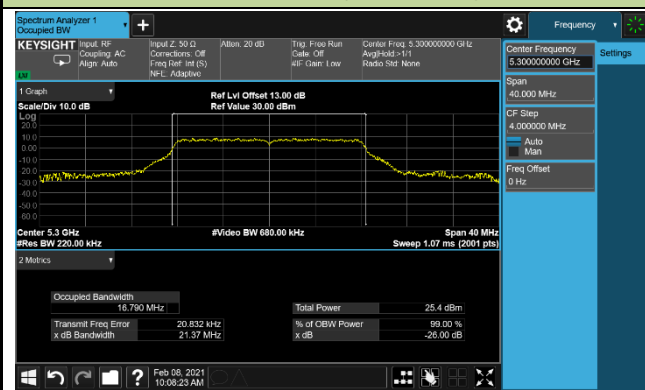 Spectrum Analyzer 1
Occupied BW
+
Frequency
KEYSIGHT
Input: RF
Coupling: AC
Align: Auto
Input Z: 50 Ω
Corrections: Off
Freq Ref: Int (S)
NFE: Adaptive
Atten: 20 dB
Trig: Free Run
Gate: Off
#IF Gain: Low
Center Freq: 5.300000000 GHz
Avg|Hold:>1/1
Radio Std: None
LXI
Center Frequency
5.300000000 GHz
Settings
Span
40.000 MHz
CF Step
4.000000 MHz
Auto
Man
Freq Offset
0 Hz
1 Graph
Scale/Div 10.0 dB
Ref Lvl Offset 13.00 dB
Ref Value 30.00 dBm
Log
20.0
10.0
0.00
-10.0
-20.0
-30.0
-40.0
-50.0
-60.0
Center 5.3 GHz
#Video BW 680.00 kHz
Span 40 MHz
#Res BW 220.00 kHz
Sweep 1.07 ms (2001 pts)
2 Metrics
Occupied Bandwidth
16.790 MHz
Total Power 25.4 dBm
Transmit Freq Error 20.832 kHz
% of OBW Power 99.00 %
x dB Bandwidth 21.37 MHz
x dB -26.00 dB
?
Feb 08, 2021
10:08:23 AM